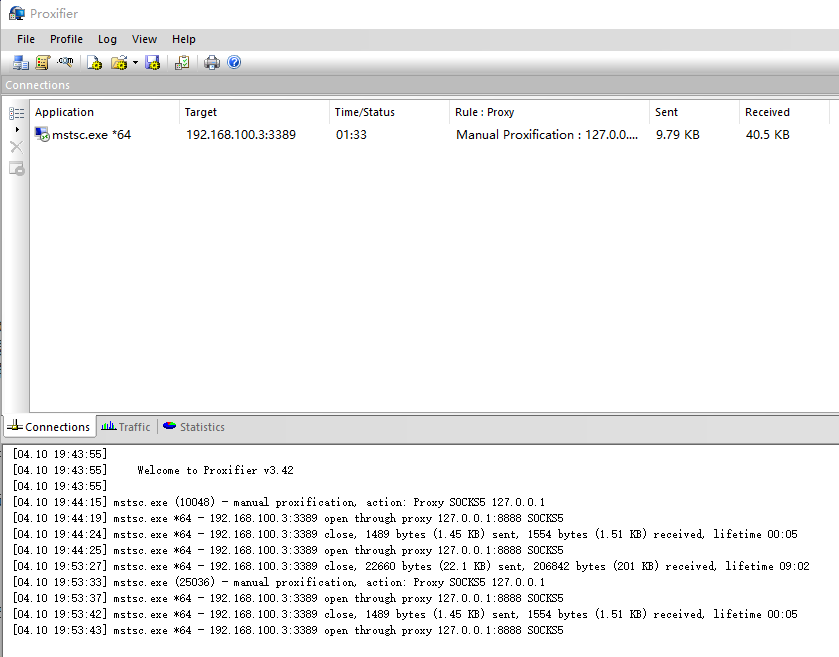 Proxifier
File Profile Log View Help
.com
Connections
Application Target Time/Status Rule : Proxy Sent Received
mstsc.exe *64 192.168.100.3:3389 01:33 Manual Proxification : 127.0.0.... 9.79 KB 40.5 KB
Connections Traffic Statistics
[04.10 19:43:55]
[04.10 19:43:55] Welcome to Proxifier v3.42
[04.10 19:43:55]
[04.10 19:44:15] mstsc.exe (10048) - manual proxification, action: Proxy SOCKS5 127.0.0.1
[04.10 19:44:19] mstsc.exe *64 - 192.168.100.3:3389 open through proxy 127.0.0.1:8888 SOCKS5
[04.10 19:44:24] mstsc.exe *64 - 192.168.100.3:3389 close, 1489 bytes (1.45 KB) sent, 1554 bytes (1.51 KB) received, lifetime 00:05
[04.10 19:44:25] mstsc.exe *64 - 192.168.100.3:3389 open through proxy 127.0.0.1:8888 SOCKS5
[04.10 19:53:27] mstsc.exe *64 - 192.168.100.3:3389 close, 22660 bytes (22.1 KB) sent, 206842 bytes (201 KB) received, lifetime 09:02
[04.10 19:53:33] mstsc.exe (25036) - manual proxification, action: Proxy SOCKS5 127.0.0.1
[04.10 19:53:37] mstsc.exe *64 - 192.168.100.3:3389 open through proxy 127.0.0.1:8888 SOCKS5
[04.10 19:53:42] mstsc.exe *64 - 192.168.100.3:3389 close, 1489 bytes (1.45 KB) sent, 1554 bytes (1.51 KB) received, lifetime 00:05
[04.10 19:53:43] mstsc.exe *64 - 192.168.100.3:3389 open through proxy 127.0.0.1:8888 SOCKS5